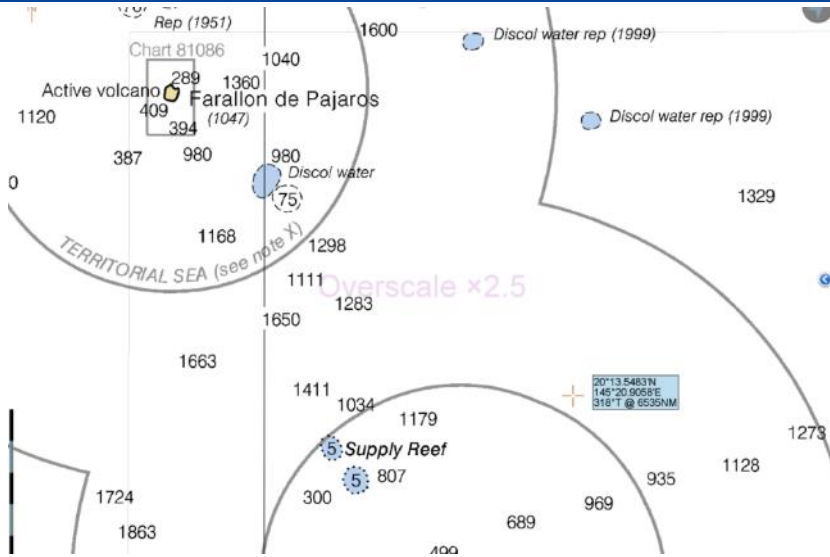 Rep (1951)
1600
Discol water rep (1999)
Chart 81086
1040
289
1360
Active volcano
Farallon de Pajaros
409
(1047)
1120
394
Discol water rep (1999)
387
980
980
Discol water
0
75
1329
1168
1298
TERRITORIAL SEA (see note X)
1111
Overscale ×2.5
1283
1650
1663
20°13.5483'N
145°20.9058'E
318°T @ 6535NM
1411
1034
1179
1273
5
Supply Reef
5
807
1128
935
300
1724
969
689
1863
499